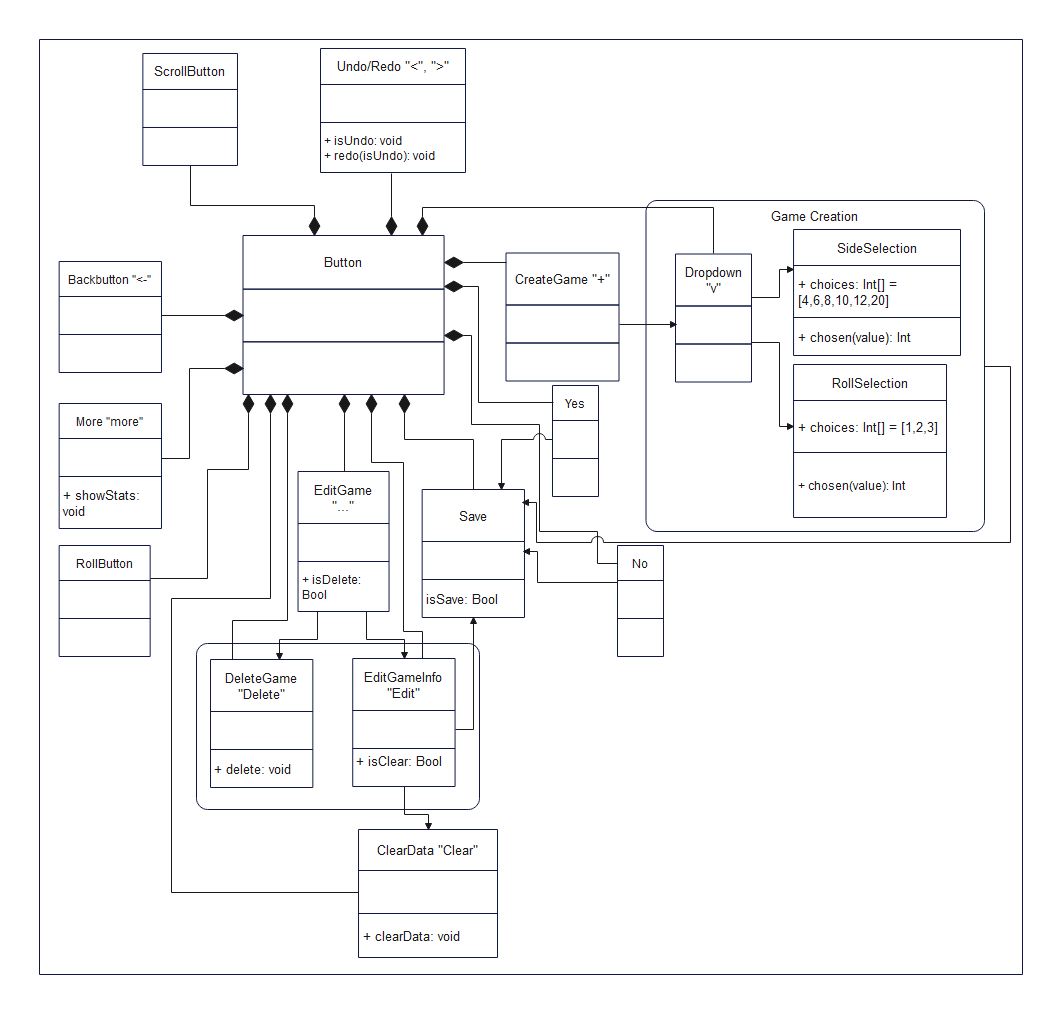 ScrollButton
Undo/Redo "<", ">"
+ isUndo: void
+ redo(isUndo): void
Game Creation
Button
Backbutton "<-"
CreateGame "+"
Dropdown
"v"
SideSelection
+ choices: Int[] =
[4,6,8,10,12,20]
+ chosen(value): Int
RollSelection
+ choices: Int[] = [1,2,3]
+ chosen(value): Int
More "more"
+ showStats:
void
Yes
EditGame
"..."
+ isDelete:
Bool
Save
isSave: Bool
RollButton
No
DeleteGame
"Delete"
+ delete: void
EditGameInfo
"Edit"
+ isClear: Bool
ClearData "Clear"
+ clearData: void